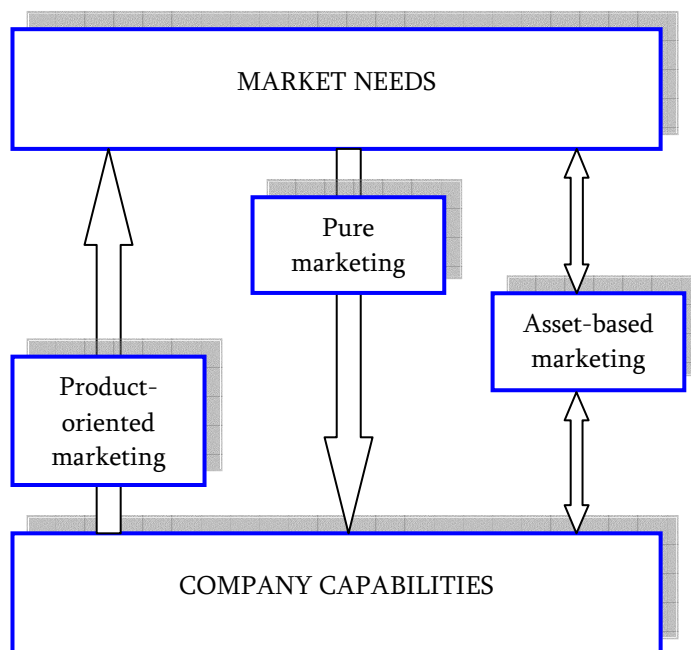 MARKET NEEDS
Pure
marketing
Asset-based
marketing
Product-
oriented
marketing
COMPANY CAPABILITIES